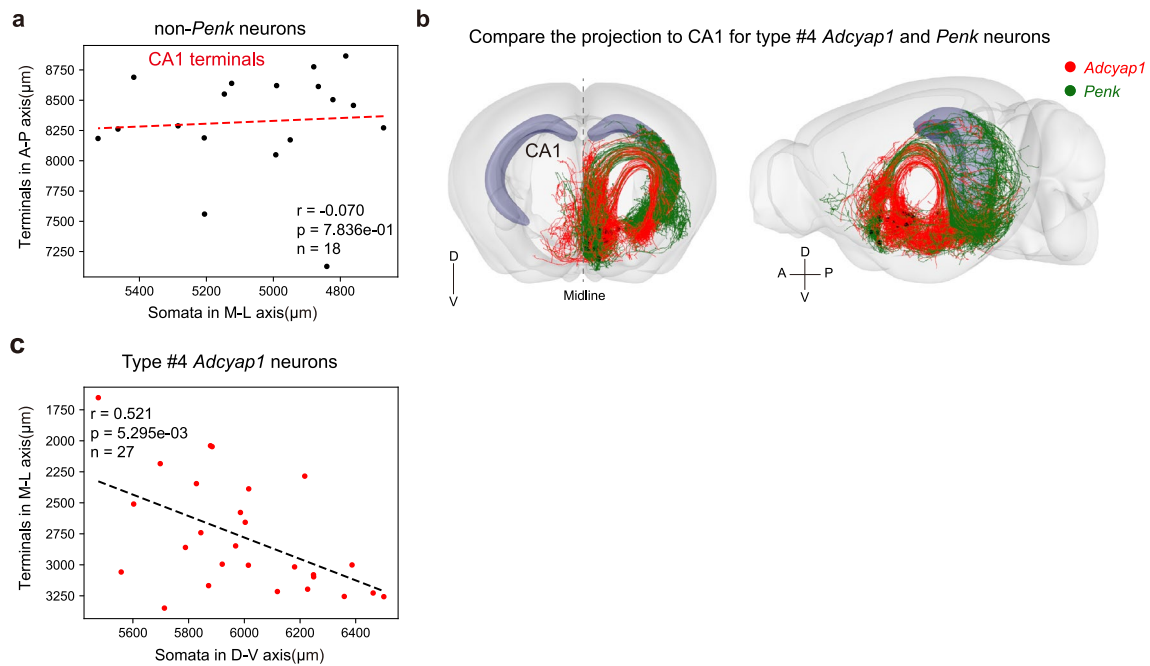 a
non-Penk neurons
CA1 terminals
Terminals in A-P axis(μm)
8750
8500
8250
8000
7750
7500
7250
r = -0.070
p = 7.836e-01
n = 18
5400 5200 5000 4800
Somata in M-L axis(μm)
b
Compare the projection to CA1 for type #4 Adcyap1 and Penk neurons
Adcyap1
Penk
CA1
D
V
Midline
D
A P
V
c
Type #4 Adcyap1 neurons
Terminals in M-L axis(μm)
1750
2000
2250
2500
2750
3000
3250
r = 0.521
p = 5.295e-03
n = 27
5600 5800 6000 6200 6400
Somata in D-V axis(μm)